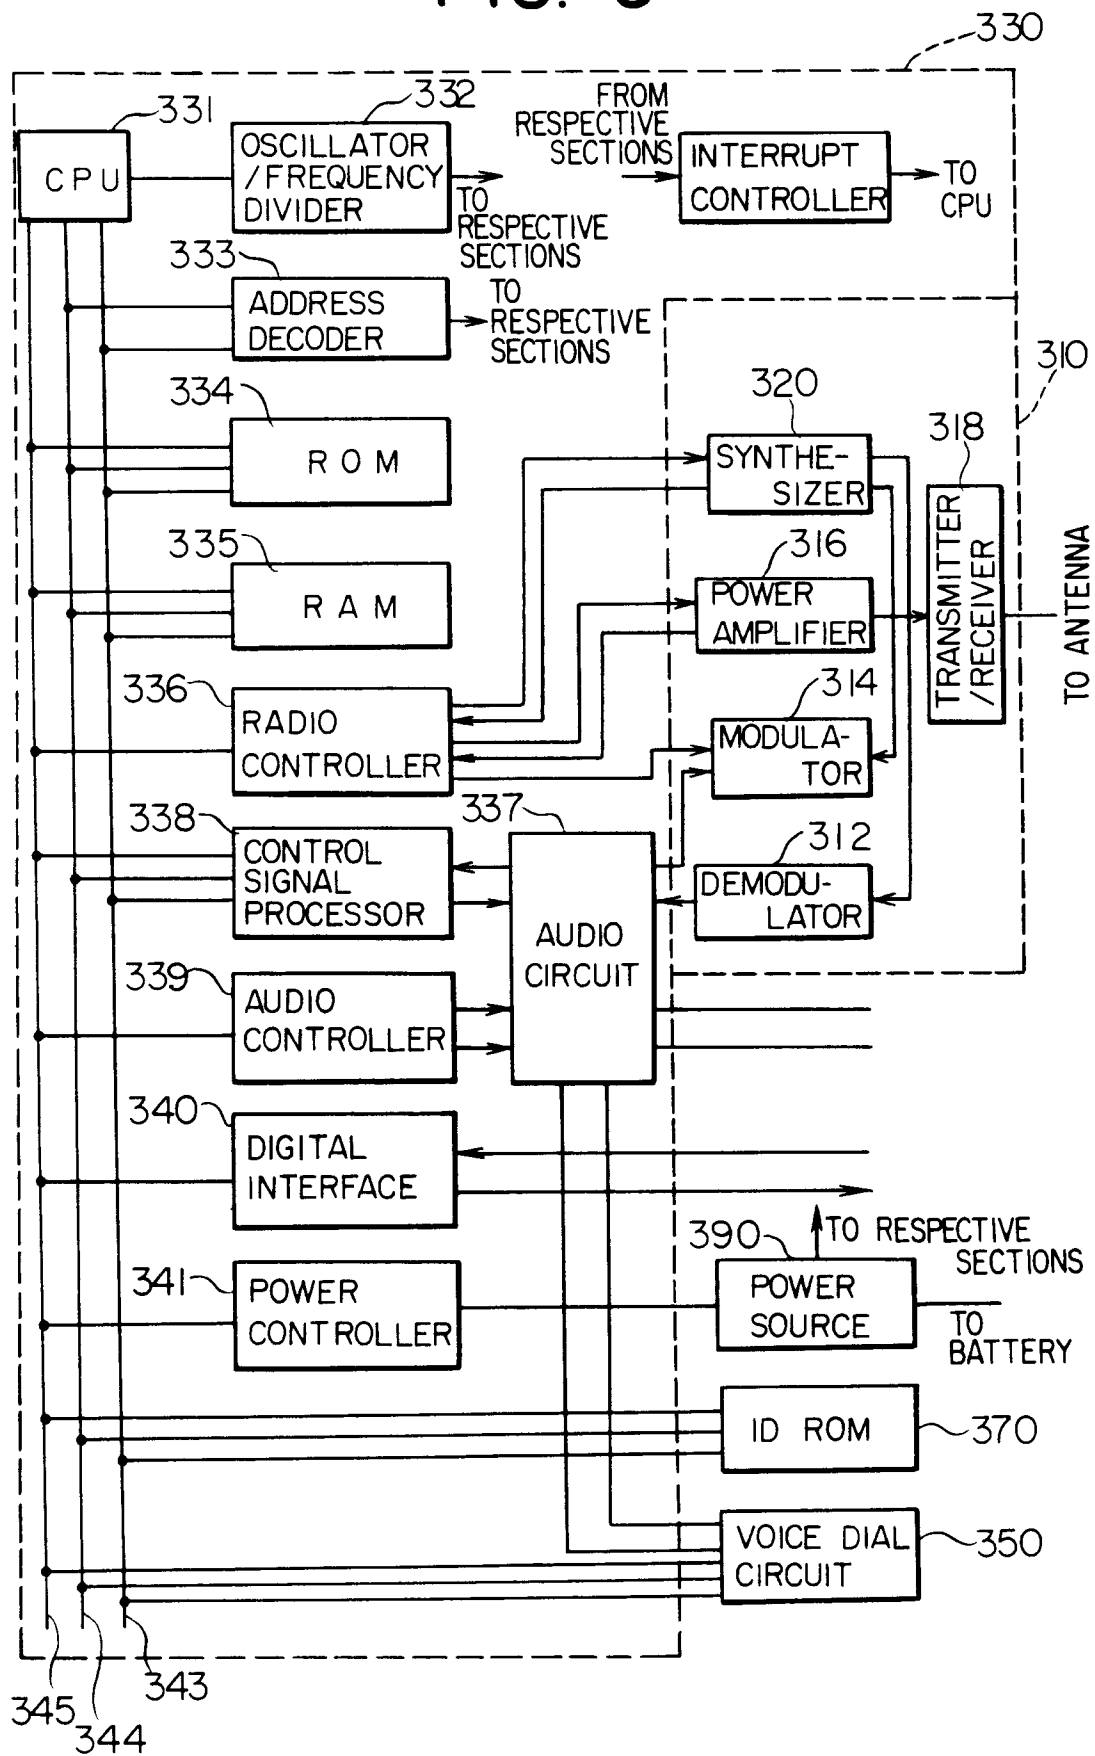 330
331
CPU
332
OSCILLATOR
/FREQUENCY
DIVIDER
TO
RESPECTIVE
SECTIONS
FROM
RESPECTIVE
SECTIONS
INTERRUPT
CONTROLLER
TO
CPU
333
ADDRESS
DECODER
TO
RESPECTIVE
SECTIONS
310
334
ROM
320
SYNTHE-
SIZER
318
TRANSMITTER
/RECEIVER
TO ANTENNA
335
RAM
316
POWER
AMPLIFIER
336
RADIO
CONTROLLER
314
MODULA-
TOR
338
CONTROL
SIGNAL
PROCESSOR
337
AUDIO
CIRCUIT
312
DEMODU-
LATOR
339
AUDIO
CONTROLLER
340
DIGITAL
INTERFACE
341
POWER
CONTROLLER
390
POWER
SOURCE
TO RESPECTIVE
SECTIONS
TO
BATTERY
ID ROM
370
VOICE DIAL
CIRCUIT
350
345
344
343